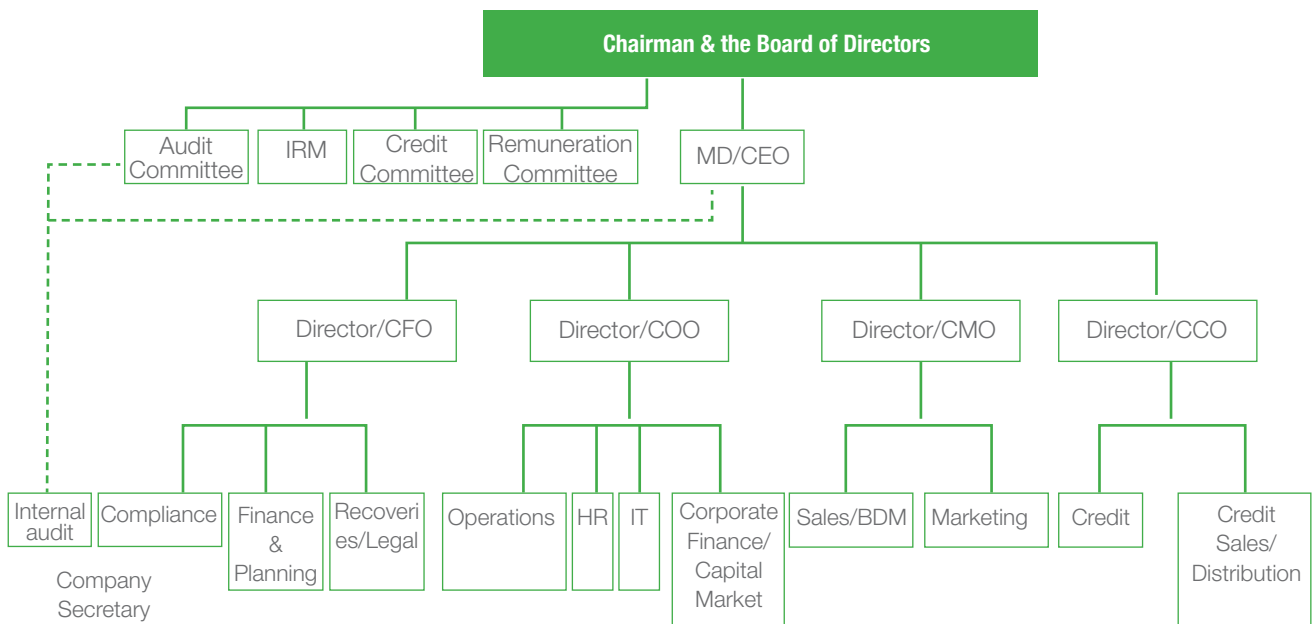 Chairman & the Board of Directors
Audit
Committee
IRM
Credit
Committee
Remuneration
Committee
MD/CEO
Director/CFO
Director/COO
Director/CMO
Director/CCO
Internal
audit
Compliance
Finance
&
Planning
Recoveri
es/Legal
Operations
HR
IT
Corporate
Finance/
Capital
Market
Sales/BDM
Marketing
Credit
Credit
Sales/
Distribution
Company
Secretary